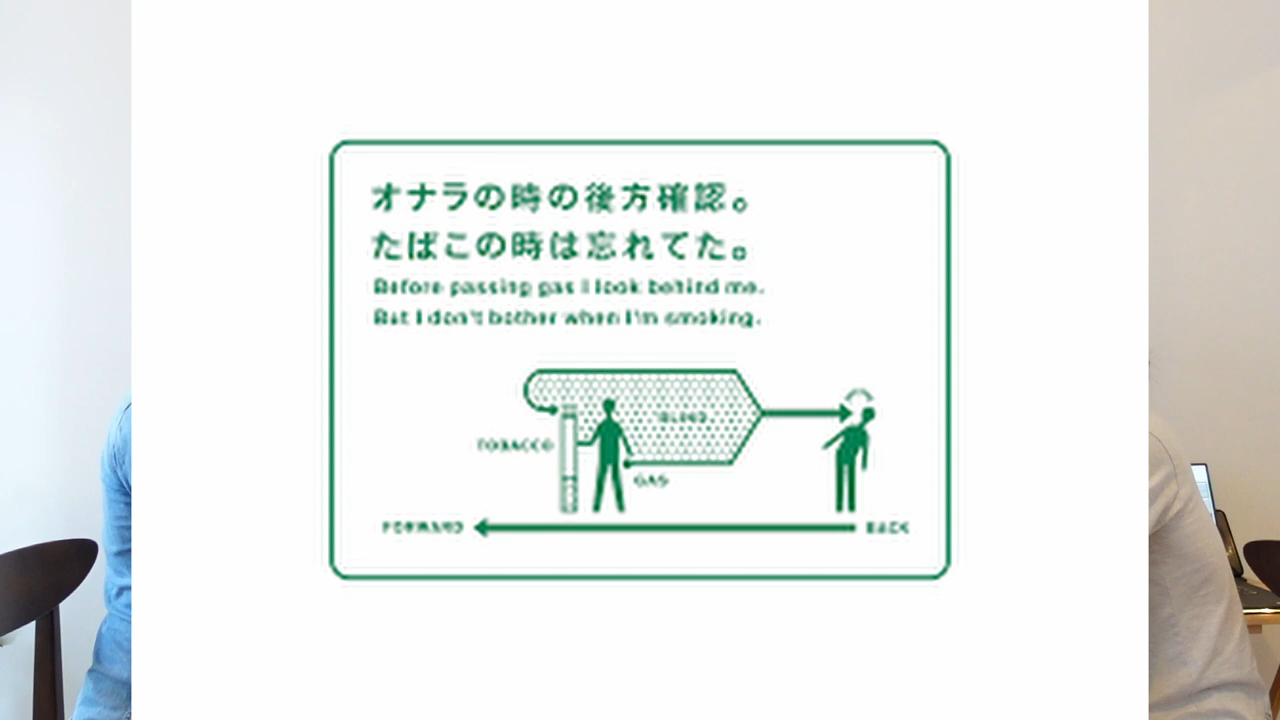 オナラの時の後方確認。
たばこの時は忘れてた。
Before passing gas I look behind me.
But I don't bother when I'm smoking.
BLEND
TOBACCO
GAS
FORWARD
BACK